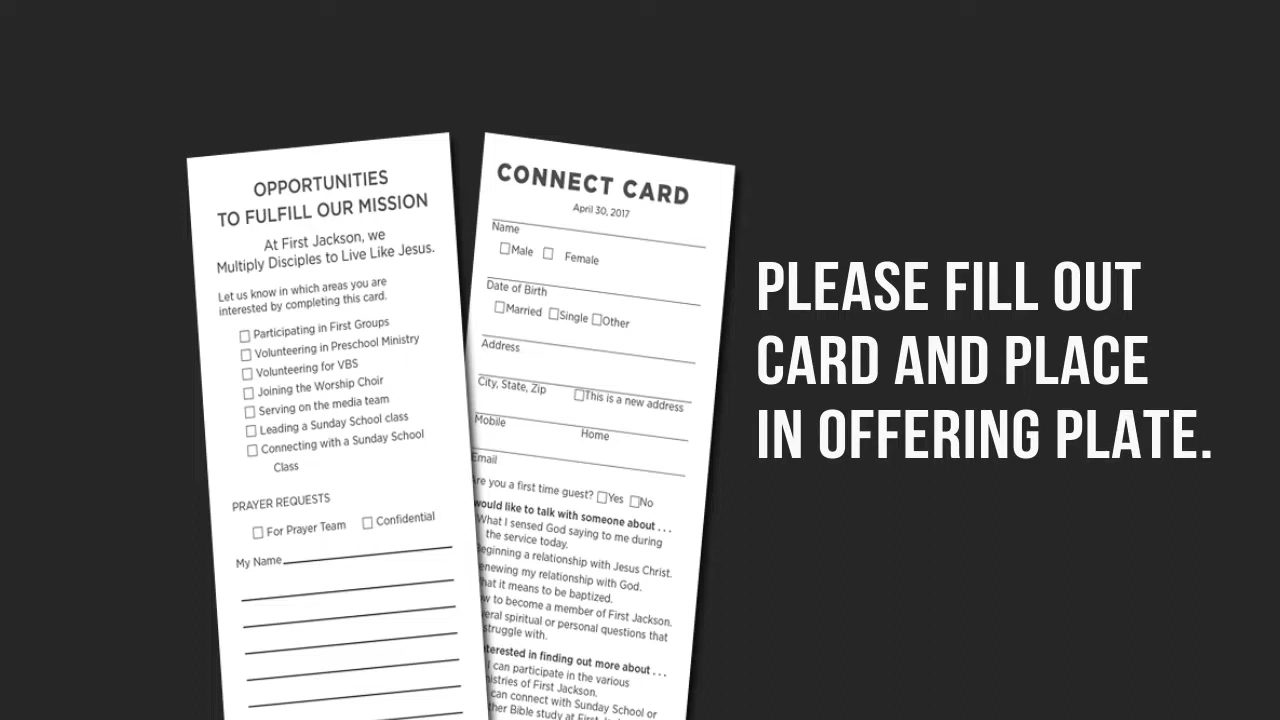 OPPORTUNITIES
TO FULFILL OUR MISSION
At First Jackson, we
Multiply Disciples to Live Like Jesus.
Let us know in which areas you are
interested by completing this card.
Participating in First Groups
Volunteering in Preschool Ministry
Volunteering for VBS
Joining the Worship Choir
Serving on the media team
Leading a Sunday School class
Connecting with a Sunday School
Class
PRAYER REQUESTS
For Prayer Team Confidential
My Name
CONNECT CARD
April 30, 2017
Name
Male Female
Date of Birth
Married Single Other
Address
City, State, Zip This is a new address
Mobile Home
Email
you a first time guest? Yes No
would like to talk with someone about . . .
What I sensed God saying to me during
the service today.
eginning a relationship with Jesus Christ.
enewing my relationship with God.
hat it means to be baptized.
w to become a member of First Jackson.
eral spiritual or personal questions that
struggle with.
terested in finding out more about . . .
I can participate in the various
istries of First Jackson.
can connect with Sunday School or
ther Bible study at First
PLEASE FILL OUT
CARD AND PLACE
IN OFFERING PLATE.